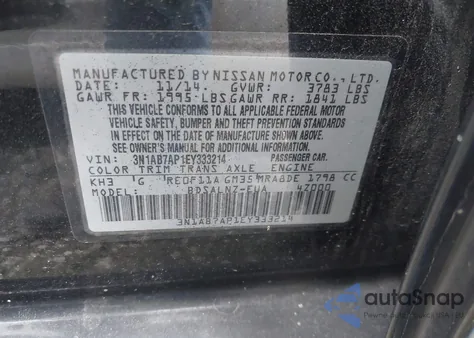 MANUFACTURED BY NISSAN MOTOR CO., LTD.
DATE: 11/14 GVWR: 3783 LBS
GAWR FR: 1995 LBS GAWR RR: 1841 LBS
THIS VEHICLE CONFORMS TO ALL APPLICABLE FEDERAL MOTOR
VEHICLE SAFETY, BUMPER AND THEFT PREVENTION STANDARDS
IN EFFECT ON THE DATE OF MANUFACTURE SHOWN ABOVE.
SEE OWNER'S MANUAL FOR FURTHER INFORMATION
VIN: 3N1AB7AP1EY333214 PASSENGER CAR
COLOR TRIM TRANS AXLE ENGINE
KH3 G RE0F11A GM35 MRA8DE 1798 CC
MODEL: BDSALNZ-EWA 47000
3N1AB7AP1EY333214
autoSnap